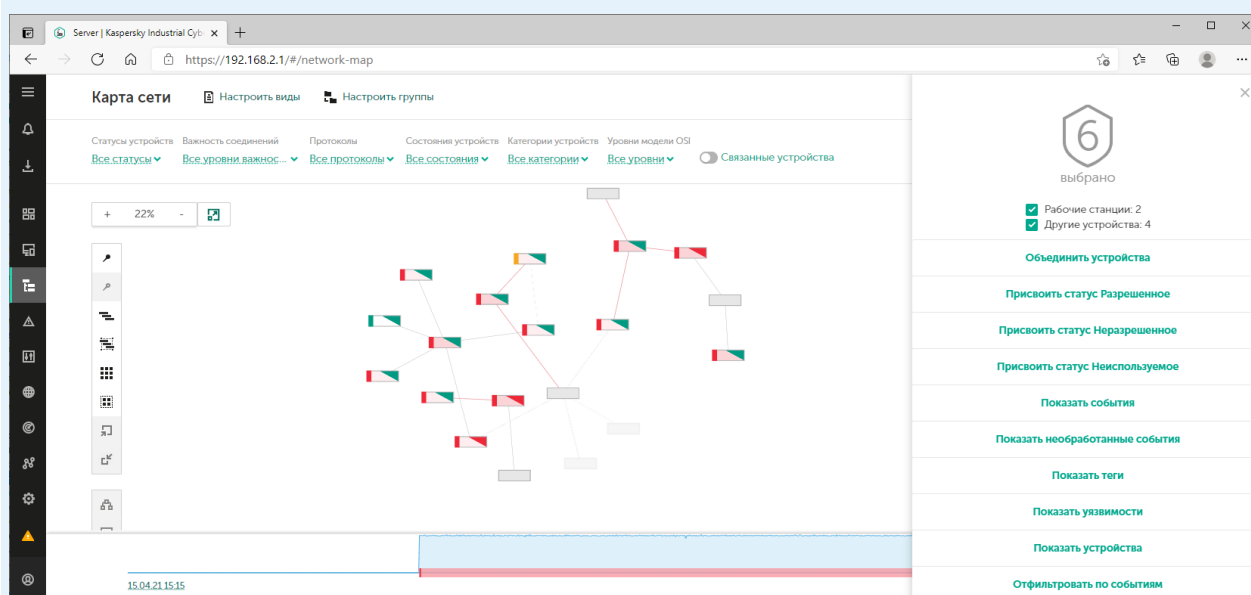 Server | Kaspersky Industrial Cyb
https://192.168.2.1/#/network-map
Карта сети
Настроить виды
Настроить группы
Статусы устройств
Важность соединений
Протоколы
Состояния устройств
Категории устройств
Уровни модели OSI
Все статусы
Все уровни важнос...
Все протоколы
Все состояния
Все категории
Все уровни
Связанные устройства
+ 22% -
15.04.21 15:15
6
выбрано
Рабочие станции: 2
Другие устройства: 4
Объединить устройства
Присвоить статус Разрешенное
Присвоить статус Неразрешенное
Присвоить статус Неиспользуемое
Показать события
Показать необработанные события
Показать теги
Показать уязвимости
Показать устройства
Отфильтровать по событиям